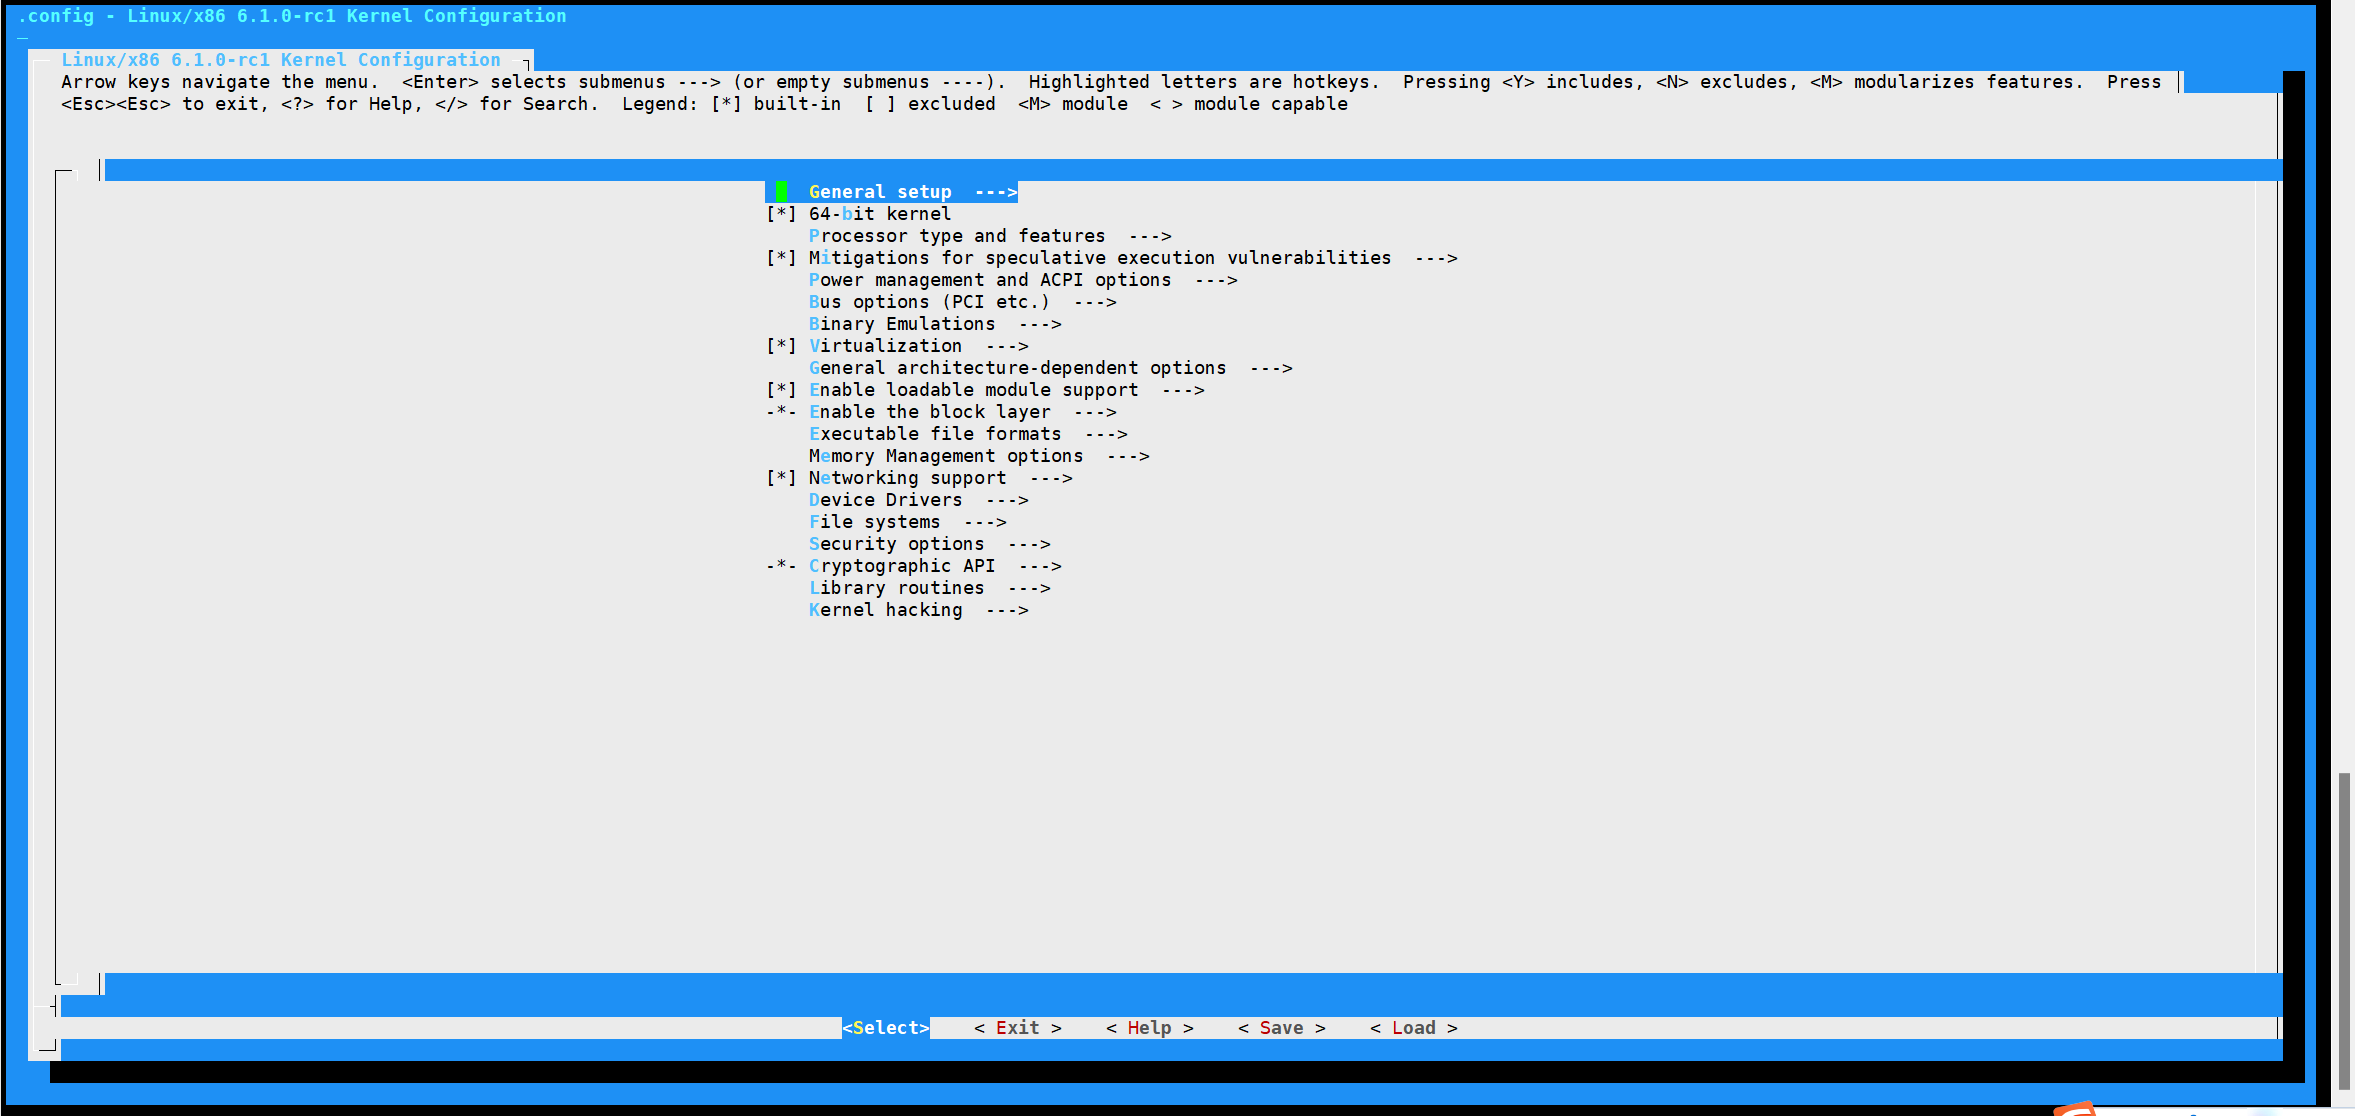 .config - Linux/x86 6.1.0-rc1 Kernel Configuration
Linux/x86 6.1.0-rc1 Kernel Configuration
Arrow keys navigate the menu.  <Enter> selects submenus ---> (or empty submenus ----).  Highlighted letters are hotkeys.  Pressing <Y> includes, <N> excludes, <M> modularizes features.  Press
<Esc><Esc> to exit, <?> for Help, </> for Search.  Legend: [*] built-in  [ ] excluded  <M> module  < > module capable
General setup  --->
[*] 64-bit kernel
Processor type and features  --->
[*] Mitigations for speculative execution vulnerabilities  --->
Power management and ACPI options  --->
Bus options (PCI etc.)  --->
Binary Emulations  --->
[*] Virtualization  --->
General architecture-dependent options  --->
[*] Enable loadable module support  --->
-*- Enable the block layer  --->
Executable file formats  --->
Memory Management options  --->
[*] Networking support  --->
Device Drivers  --->
File systems  --->
Security options  --->
-*- Cryptographic API  --->
Library routines  --->
Kernel hacking  --->
<Select>    < Exit >    < Help >    < Save >    < Load >